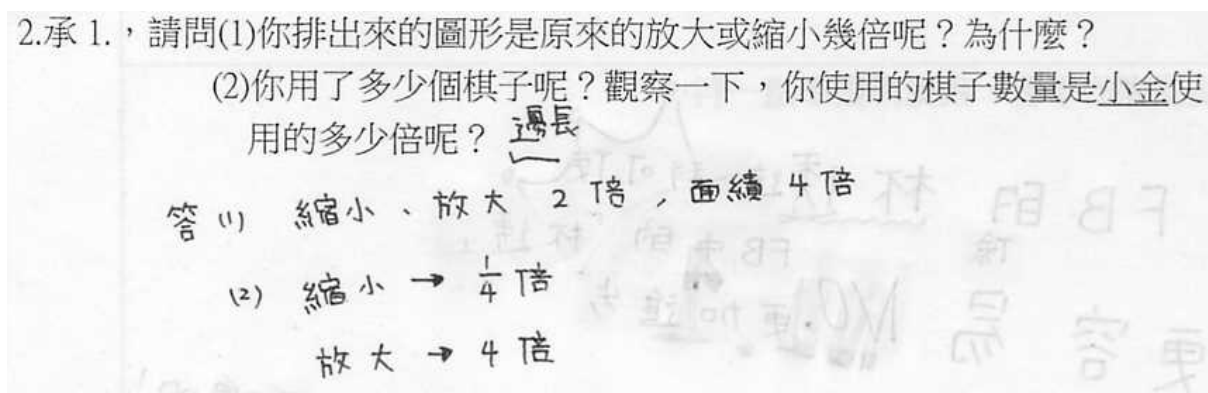 2.承 1.，請問(1)你排出來的圖形是原來的放大或縮小幾倍呢？為什麼？
(2)你用了多少個棋子呢？觀察一下，你使用的棋子數量是小金使
用的多少倍呢？
邊長
答(1) 縮小、放大 2倍，面績 4倍
(2) 縮小→1/4倍
放大→4倍